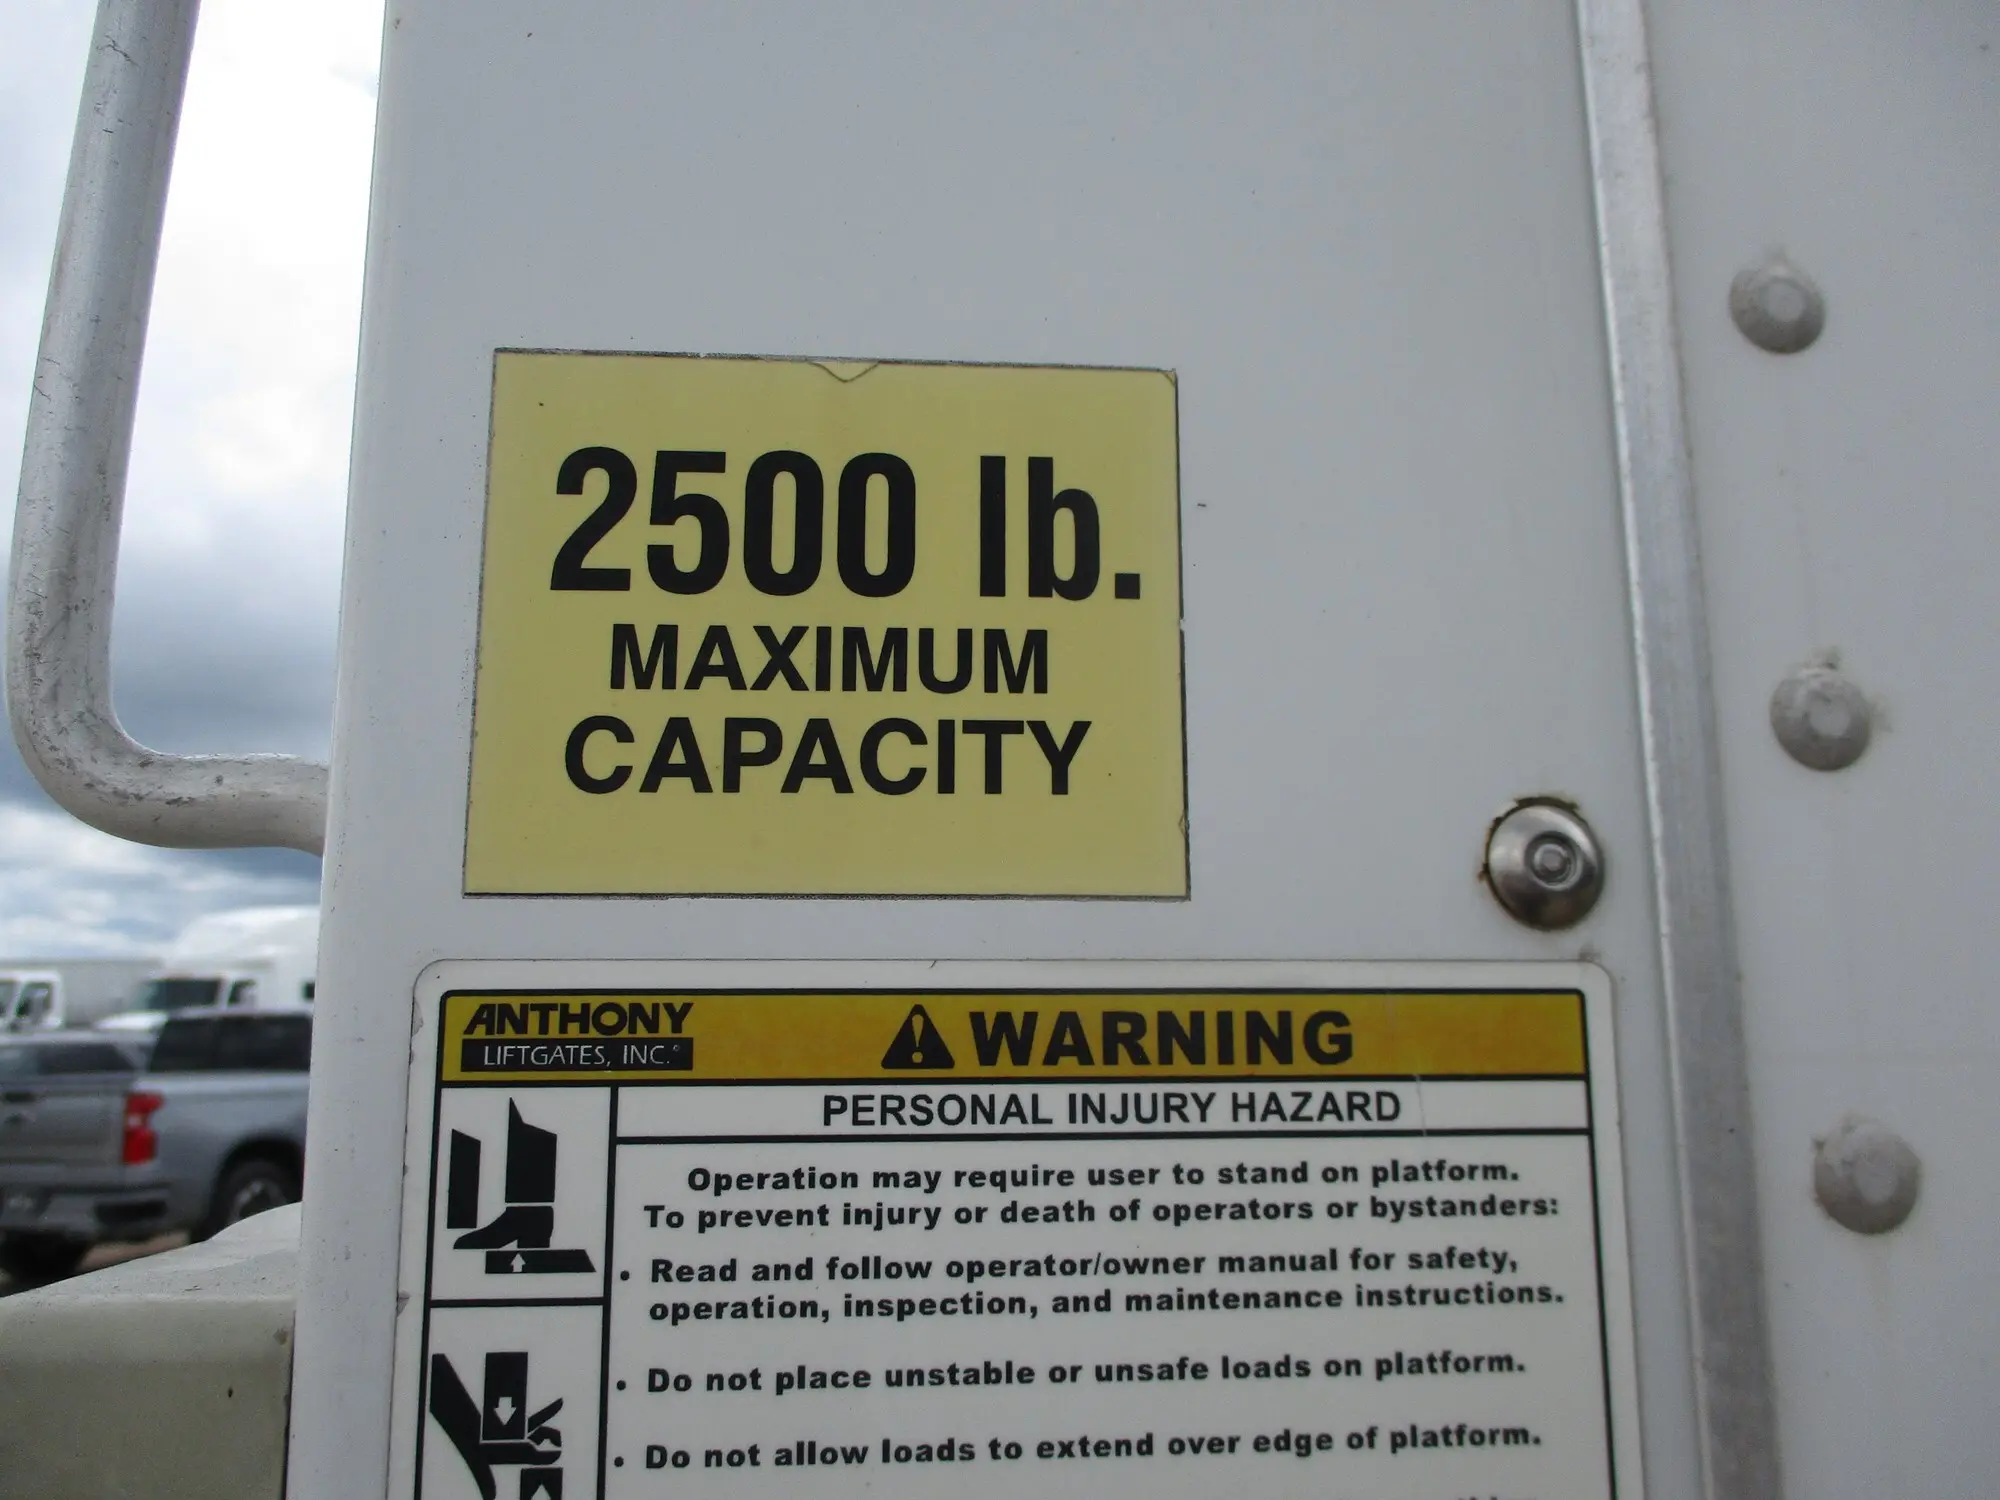 2500 lb.
MAXIMUM
CAPACITY
ANTHONY
LIFTGATES, INC.®
WARNING
PERSONAL INJURY HAZARD
Operation may require user to stand on platform.
To prevent injury or death of operators or bystanders:
• Read and follow operator/owner manual for safety,
operation, inspection, and maintenance instructions.
• Do not place unstable or unsafe loads on platform.
• Do not allow loads to extend over edge of platform.